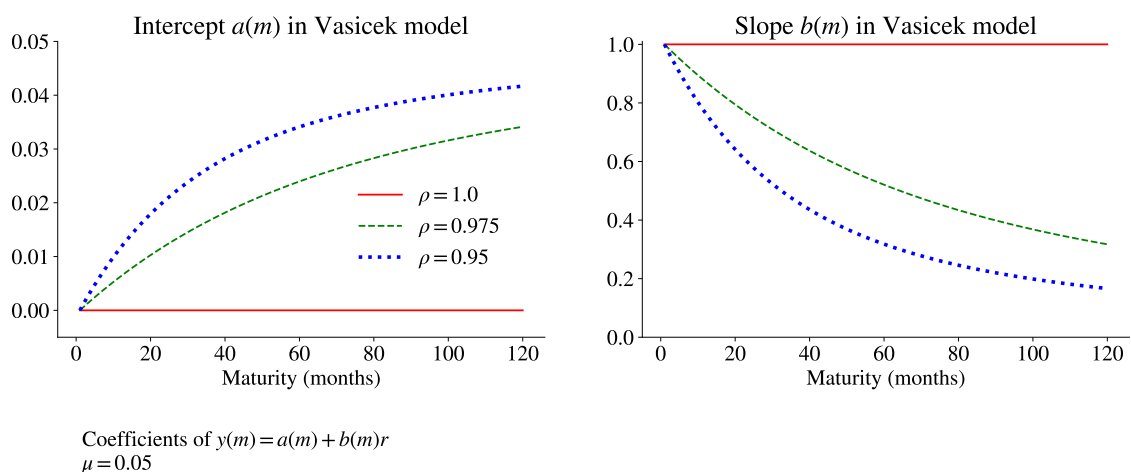 Intercept a(m) in Vasicek model
0.05
0.04
0.03
0.02
0.01
0.00
ρ = 1.0
ρ = 0.975
ρ = 0.95
0 20 40 60 80 100 120
Maturity (months)
Slope b(m) in Vasicek model
1.0
0.8
0.6
0.4
0.2
0.0
0 20 40 60 80 100 120
Maturity (months)
Coefficients of y(m) = a(m) + b(m)r
μ = 0.05